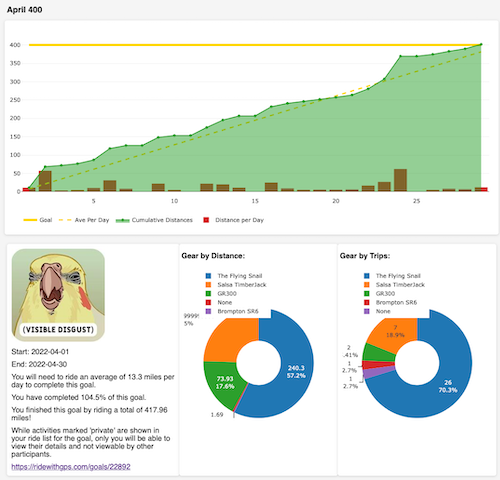 April 400
400
350
300
250
200
150
100
50
0
5
10
15
20
25
Goal
Ave Per Day
Cumulative Distances
Distance per Day
(VISIBLE DISGUST)
Start: 2022-04-01
End: 2022-04-30
You will need to ride an average of 13.3 miles
per day to complete this goal.
You have completed 104.5% of this goal.
You finished this goal by riding a total of 417.96
miles!
While activities marked 'private' are shown in
your ride list for the goal, only you will be able to
view their details and not viewable by other
participants.
https://ridewithgps.com/goals/22892
Gear by Distance:
The Flying Snail
Salsa TimberJack
GR300
None
Brompton SR6
9999!
5%
240.3
57.2%
73.93
17.6%
1.69
Gear by Trips:
The Flying Snail
Salsa TimberJack
GR300
Brompton SR6
None
7
18.9%
2
.41%
1
2.7%
1
2.7%
26
70.3%